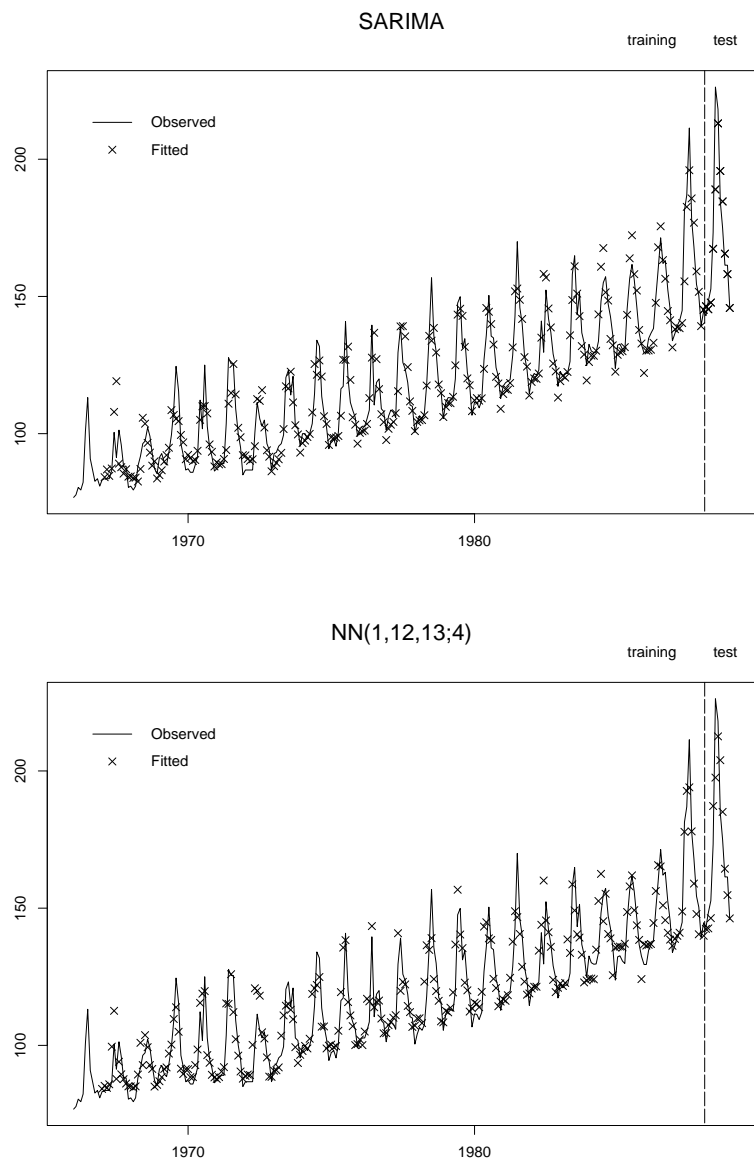 SARIMA
training test
Observed
Fitted
200
150
100
1970 1980
NN(1,12,13;4)
training test
Observed
Fitted
200
150
100
1970 1980